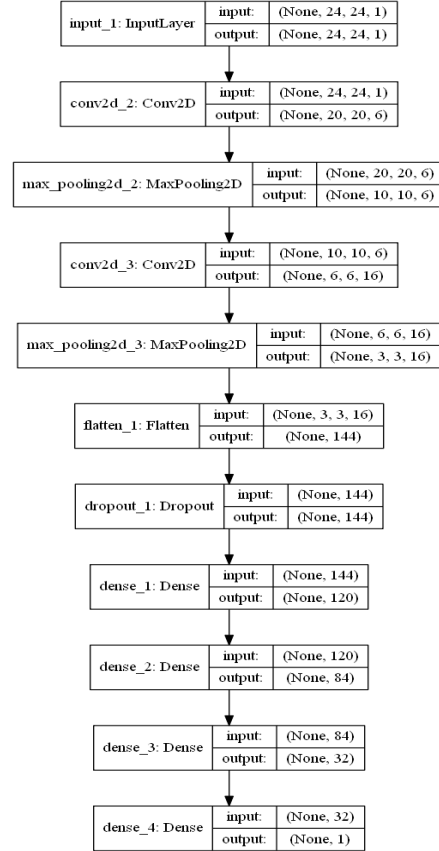 input_1: InputLayer
input: (None, 24, 24, 1)
output: (None, 24, 24, 1)
conv2d_2: Conv2D
input: (None, 24, 24, 1)
output: (None, 20, 20, 6)
max_pooling2d_2: MaxPooling2D
input: (None, 20, 20, 6)
output: (None, 10, 10, 6)
conv2d_3: Conv2D
input: (None, 10, 10, 6)
output: (None, 6, 6, 16)
max_pooling2d_3: MaxPooling2D
input: (None, 6, 6, 16)
output: (None, 3, 3, 16)
flatten_1: Flatten
input: (None, 3, 3, 16)
output: (None, 144)
dropout_1: Dropout
input: (None, 144)
output: (None, 144)
dense_1: Dense
input: (None, 144)
output: (None, 120)
dense_2: Dense
input: (None, 120)
output: (None, 84)
dense_3: Dense
input: (None, 84)
output: (None, 32)
dense_4: Dense
input: (None, 32)
output: (None, 1)